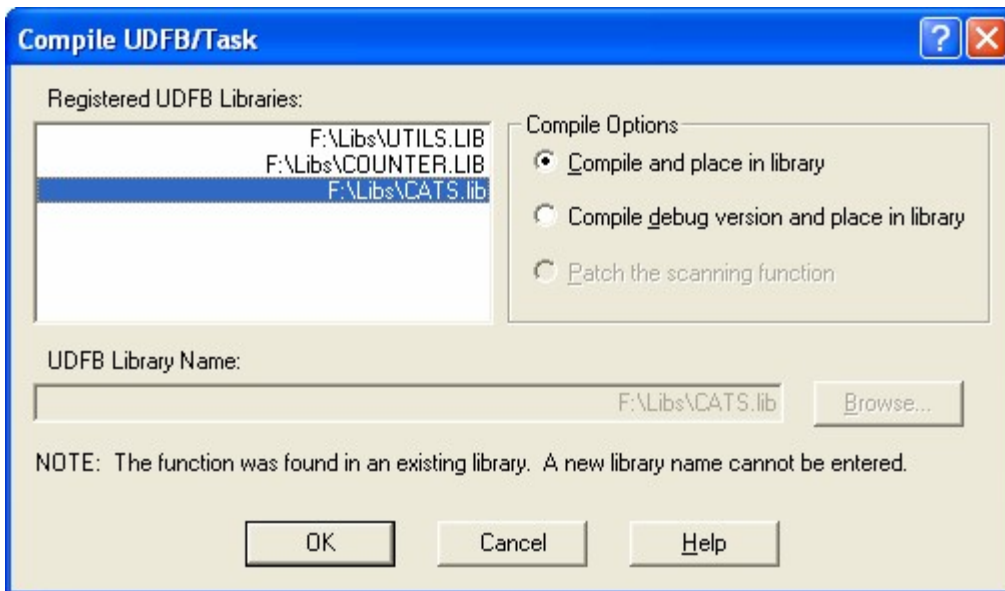 Compile UDFB/Task
Registered UDFB Libraries:
F:\Libs\UTILS.LIB
F:\Libs\COUNTER.LIB
F:\Libs\CATS.lib
Compile Options
Compile and place in library
Compile debug version and place in library
Patch the scanning function
UDFB Library Name:
F:\Libs\CATS.lib
Browse...
NOTE: The function was found in an existing library. A new library name cannot be entered.
OK Cancel Help